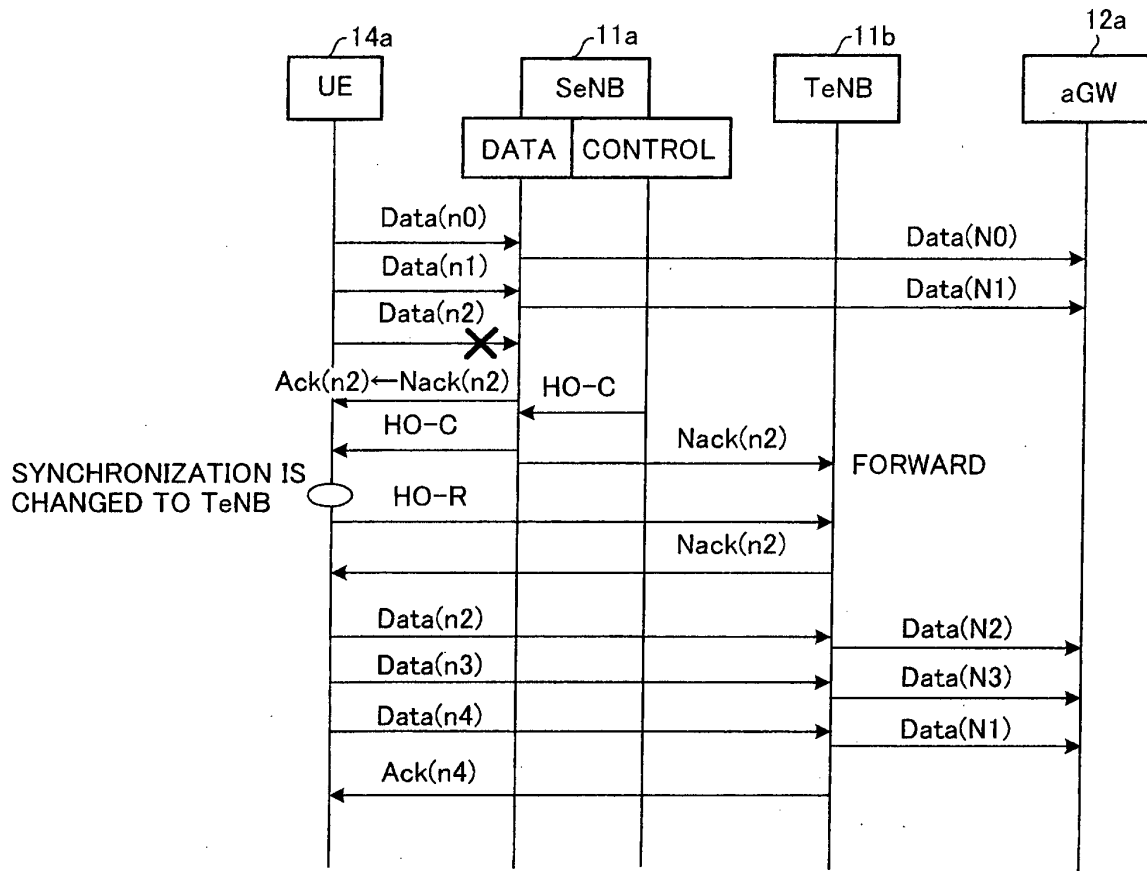 14a
11a
11b
12a
UE
SeNB
TeNB
aGW
DATA
CONTROL
Data(n0)
Data(N0)
Data(n1)
Data(N1)
Data(n2)
Ack(n2)←Nack(n2)
HO-C
HO-C
Nack(n2)
FORWARD
SYNCHRONIZATION IS
CHANGED TO TeNB
HO-R
Nack(n2)
Data(n2)
Data(N2)
Data(n3)
Data(N3)
Data(n4)
Data(N1)
Ack(n4)